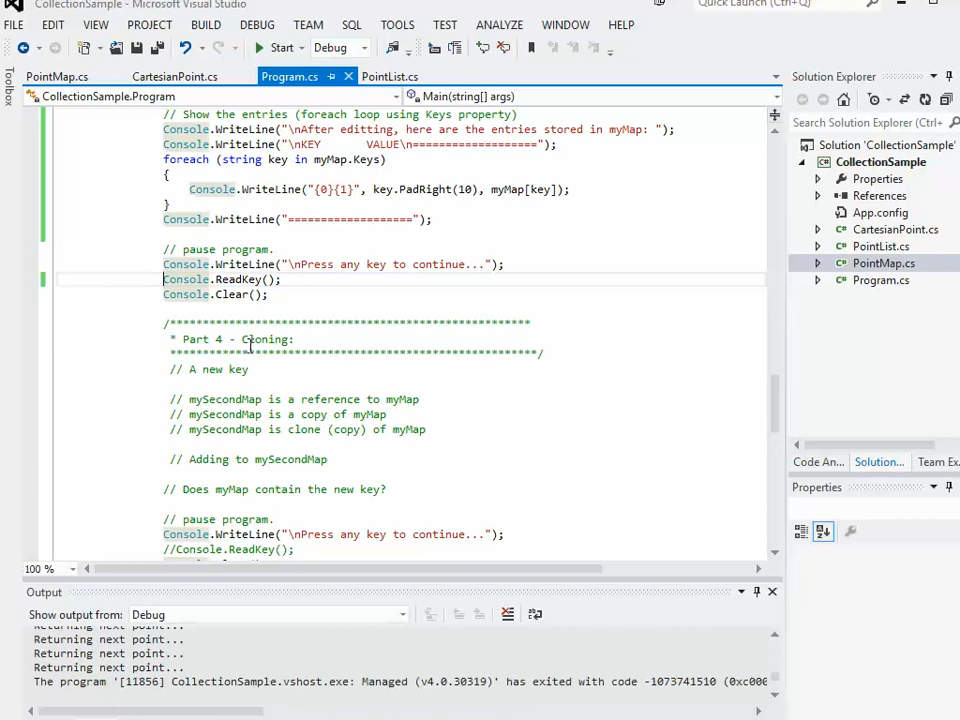 CollectionSample - Microsoft Visual Studio
Quick Launch (Ctrl+Q)
FILE EDIT VIEW PROJECT BUILD DEBUG TEAM SQL TOOLS TEST ANALYZE WINDOW HELP
Start Debug
Toolbox
PointMap.cs CartesianPoint.cs Program.cs PointList.cs
CollectionSample.Program Main(string[] args)
// Show the entries (foreach loop using Keys property)
Console.WriteLine("\nAfter editting, here are the entries stored in myMap: ");
Console.WriteLine("\nKEY       VALUE\n===================");
foreach (string key in myMap.Keys)
{
Console.WriteLine("{0}{1}", key.PadRight(10), myMap[key]);
}
Console.WriteLine("===================");
// pause program.
Console.WriteLine("\nPress any key to continue...");
Console.ReadKey();
Console.Clear();
/*******************************************************
* Part 4 - Cloning:
********************************************************/
// A new key
// mySecondMap is a reference to myMap
// mySecondMap is a copy of myMap
// mySecondMap is clone (copy) of myMap
// Adding to mySecondMap
// Does myMap contain the new key?
// pause program.
Console.WriteLine("\nPress any key to continue...");
//Console.ReadKey();
100 %
Solution Explorer
Search Solution Explorer (Ctrl+
Solution 'CollectionSample' (
CollectionSample
Properties
References
App.config
CartesianPoint.cs
PointList.cs
PointMap.cs
Program.cs
Code An... Solution... Team Ex...
Properties
Output
Show output from: Debug
Returning next point...
Returning next point...
Returning next point...
Returning next point...
The program '[11856] CollectionSample.vshost.exe: Managed (v4.0.30319)' has exited with code -1073741510 (0xc000